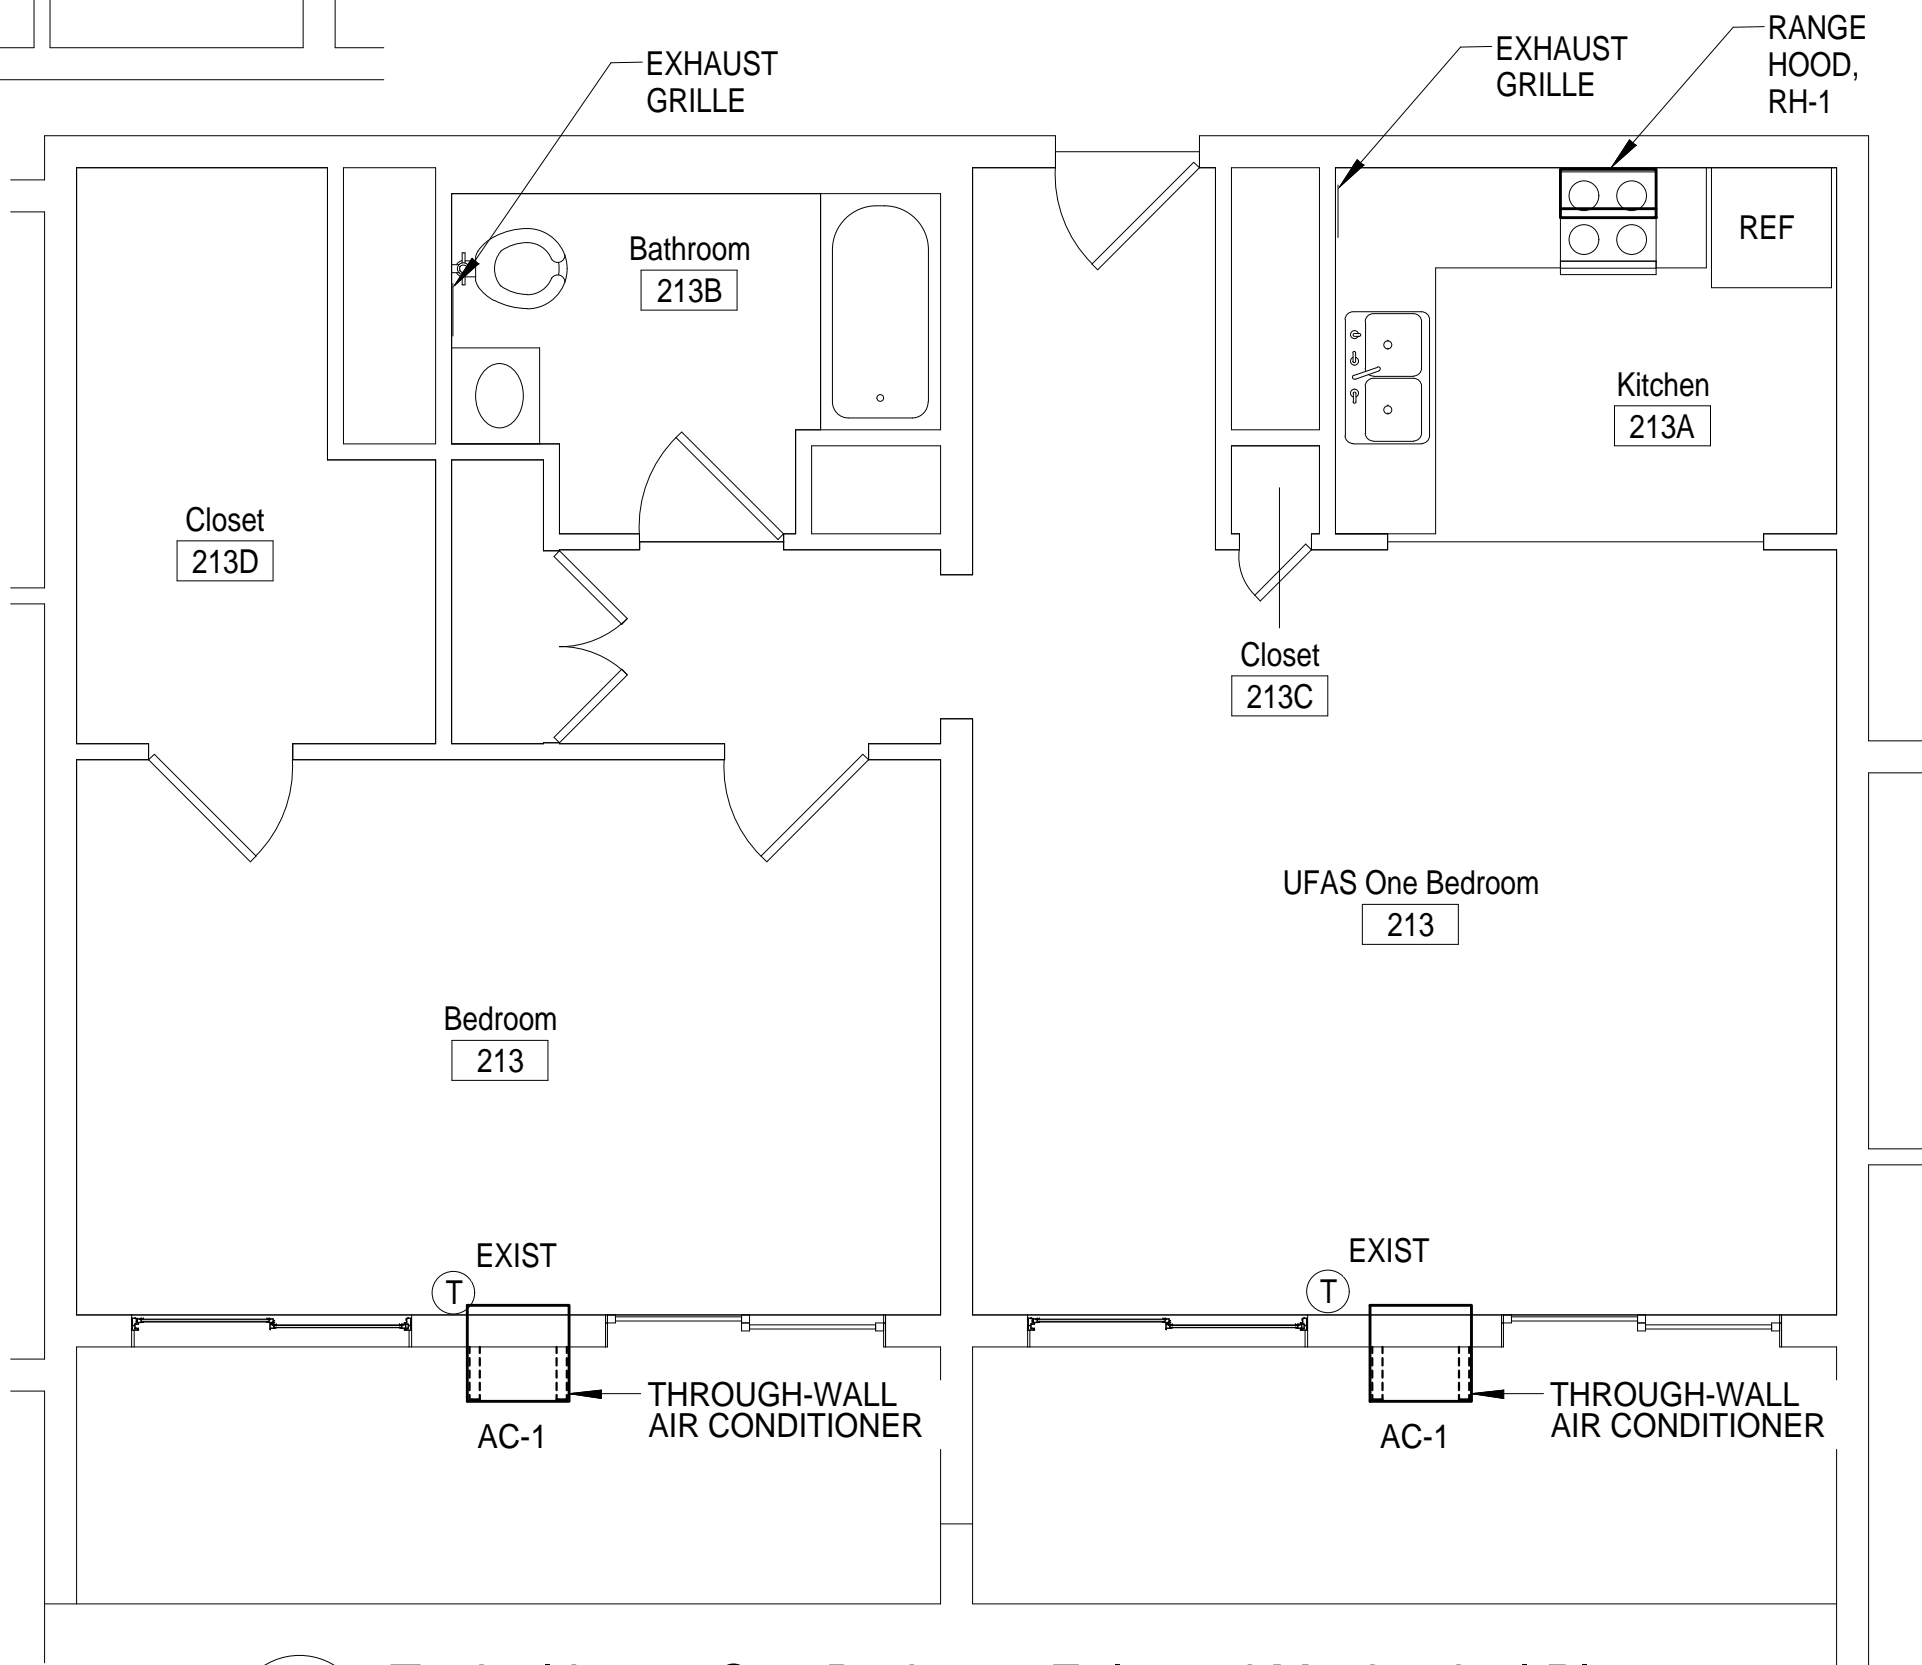 EXHAUST
GRILLE
EXHAUST
GRILLE
RANGE
HOOD,
RH-1
Bathroom
213B
REF
Kitchen
213A
Closet
213D
Closet
213C
UFAS One Bedroom
213
Bedroom
213
EXIST
T
EXIST
T
THROUGH-WALL
AIR CONDITIONER
AC-1
THROUGH-WALL
AIR CONDITIONER
AC-1